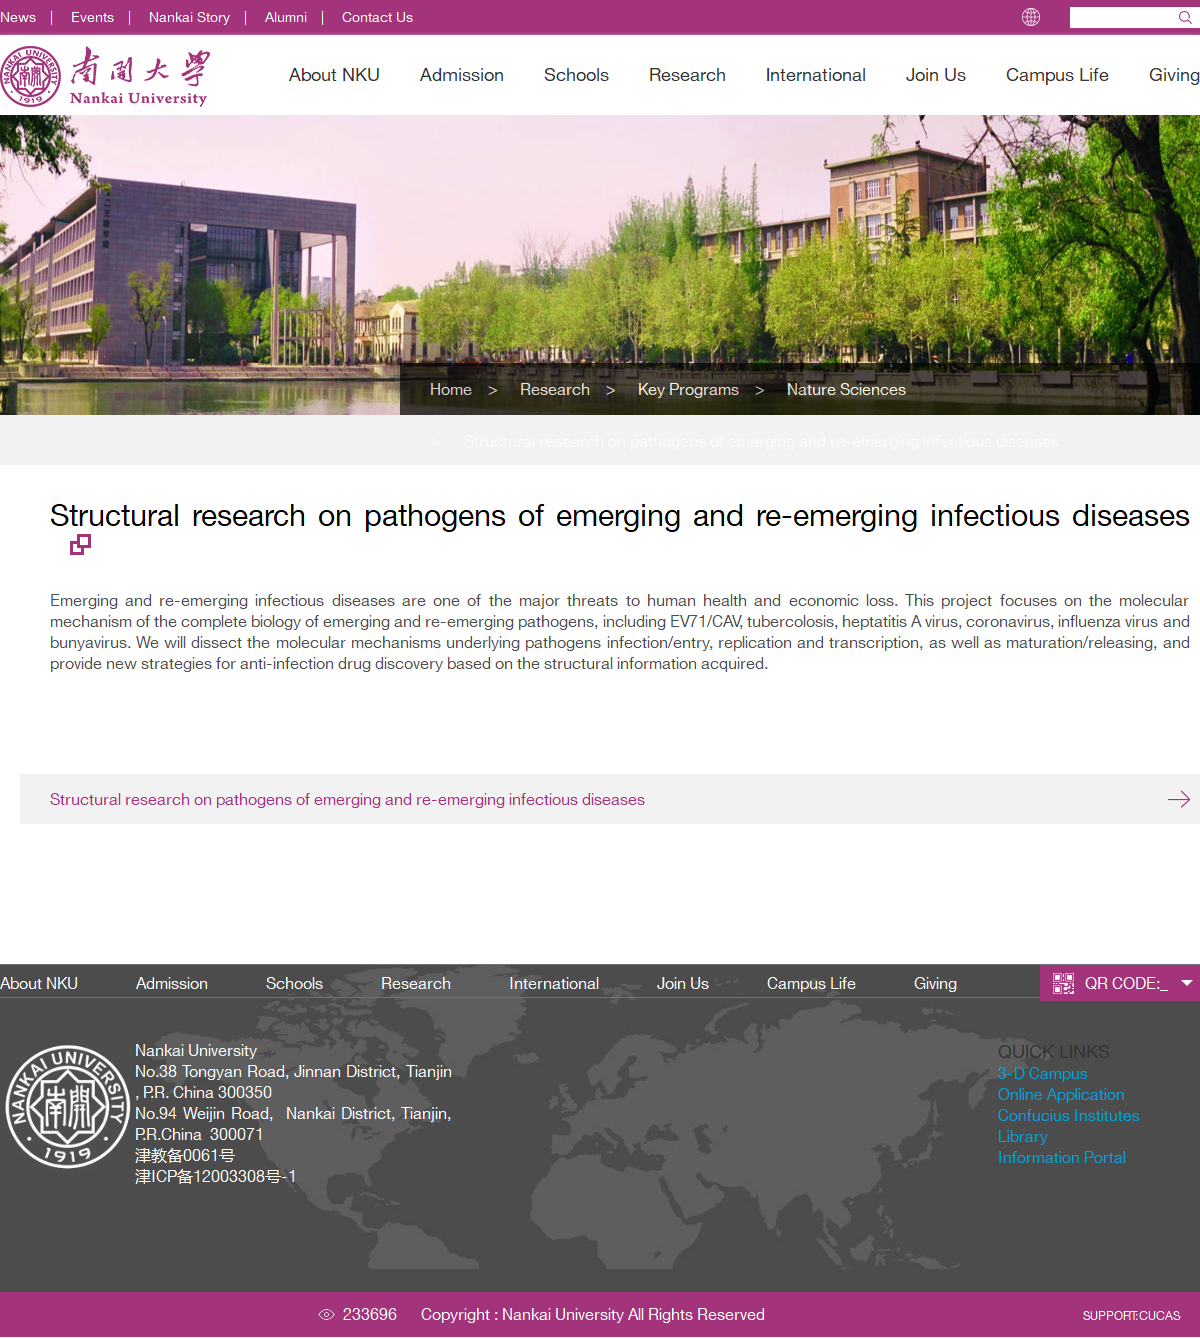 News | Events | Nankai Story | Alumni | Contact Us
NANKAI UNIVERSITY 南開 1919
南開大學
Nankai University
About NKU Admission Schools Research International Join Us Campus Life Giving
Home > Research > Key Programs > Nature Sciences
> Structural research on pathogens of emerging and re-emerging infectious diseases
Structural research on pathogens of emerging and re-emerging infectious diseases
Emerging and re-emerging infectious diseases are one of the major threats to human health and economic loss. This project focuses on the molecular
mechanism of the complete biology of emerging and re-emerging pathogens, including EV71/CAV, tubercolosis, heptatitis A virus, coronavirus, influenza virus and
bunyavirus. We will dissect the molecular mechanisms underlying pathogens infection/entry, replication and transcription, as well as maturation/releasing, and
provide new strategies for anti-infection drug discovery based on the structural information acquired.
Structural research on pathogens of emerging and re-emerging infectious diseases
About NKU Admission Schools Research International Join Us Campus Life Giving QR CODE:_
NANKAI UNIVERSITY 南開 1919
Nankai University
No.38 Tongyan Road, Jinnan District, Tianjin
, P.R. China 300350
No.94 Weijin Road, Nankai District, Tianjin,
P.R.China 300071
津教备0061号
津ICP备12003308号-1
QUICK LINKS
3-D Campus
Online Application
Confucius Institutes
Library
Information Portal
233696 Copyright : Nankai University All Rights Reserved SUPPORT:CUCAS